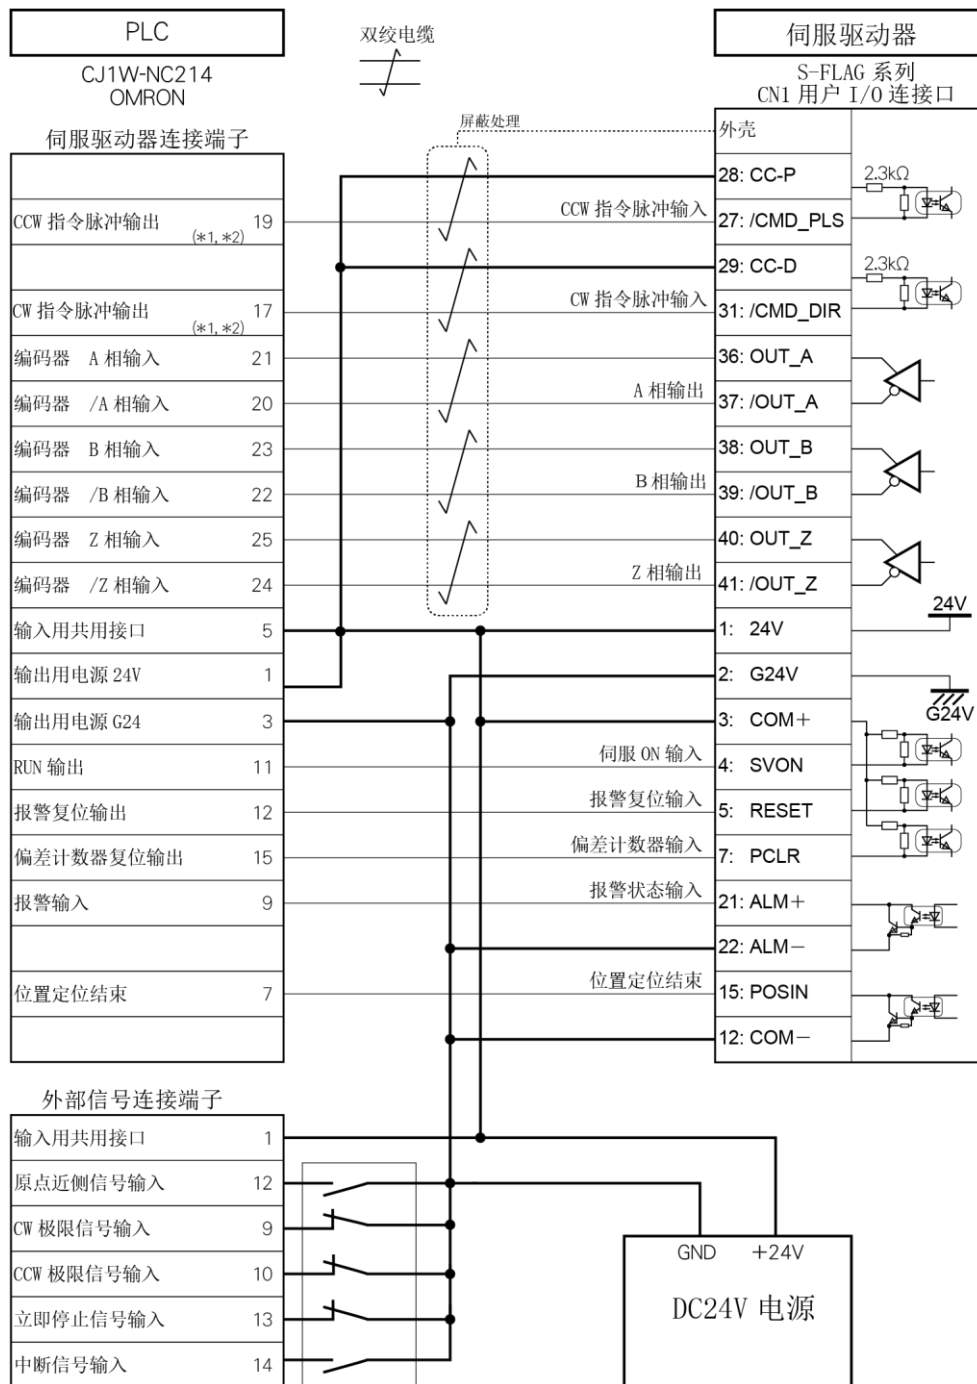 PLC
双绞电缆
伺服驱动器
CJ1W-NC214
OMRON
S-FLAG 系列
CN1 用户 I/O 连接口
伺服驱动器连接端子
屏蔽处理
外壳
28: CC-P
2.3kΩ
CCW 指令脉冲输出 19
(*1, *2)
CCW 指令脉冲输入
27: /CMD_PLS
29: CC-D
2.3kΩ
CW 指令脉冲输出 17
(*1, *2)
CW 指令脉冲输入
31: /CMD_DIR
编码器 A 相输入 21
36: OUT_A
编码器 /A 相输入 20
A 相输出
37: /OUT_A
编码器 B 相输入 23
38: OUT_B
编码器 /B 相输入 22
B 相输出
39: /OUT_B
编码器 Z 相输入 25
40: OUT_Z
编码器 /Z 相输入 24
Z 相输出
41: /OUT_Z
24V
输入用共用接口 5
1: 24V
输出用电源 24V 1
2: G24V
G24V
输出用电源 G24 3
3: COM+
RUN 输出 11
伺服 ON 输入
4: SVON
报警复位输出 12
报警复位输入
5: RESET
偏差计数器复位输出 15
偏差计数器输入
7: PCLR
报警输入 9
报警状态输入
21: ALM+
22: ALM-
位置定位结束 7
位置定位结束
15: POSIN
12: COM-
外部信号连接端子
输入用共用接口 1
原点近侧信号输入 12
CW 极限信号输入 9
CCW 极限信号输入 10
立即停止信号输入 13
中断信号输入 14
GND +24V
DC24V 电源